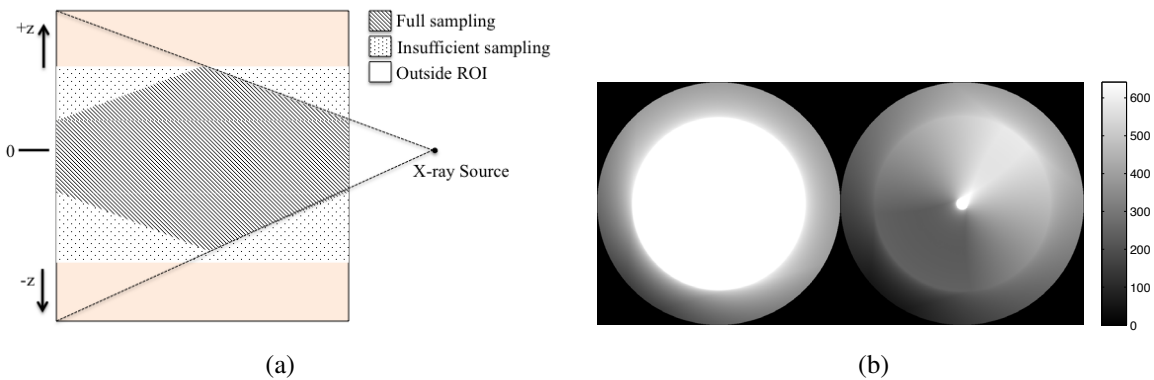 +z
0
-z
Full sampling
Insufficient sampling
Outside ROI
X-ray Source
(a)
600
500
400
300
200
100
0
(b)